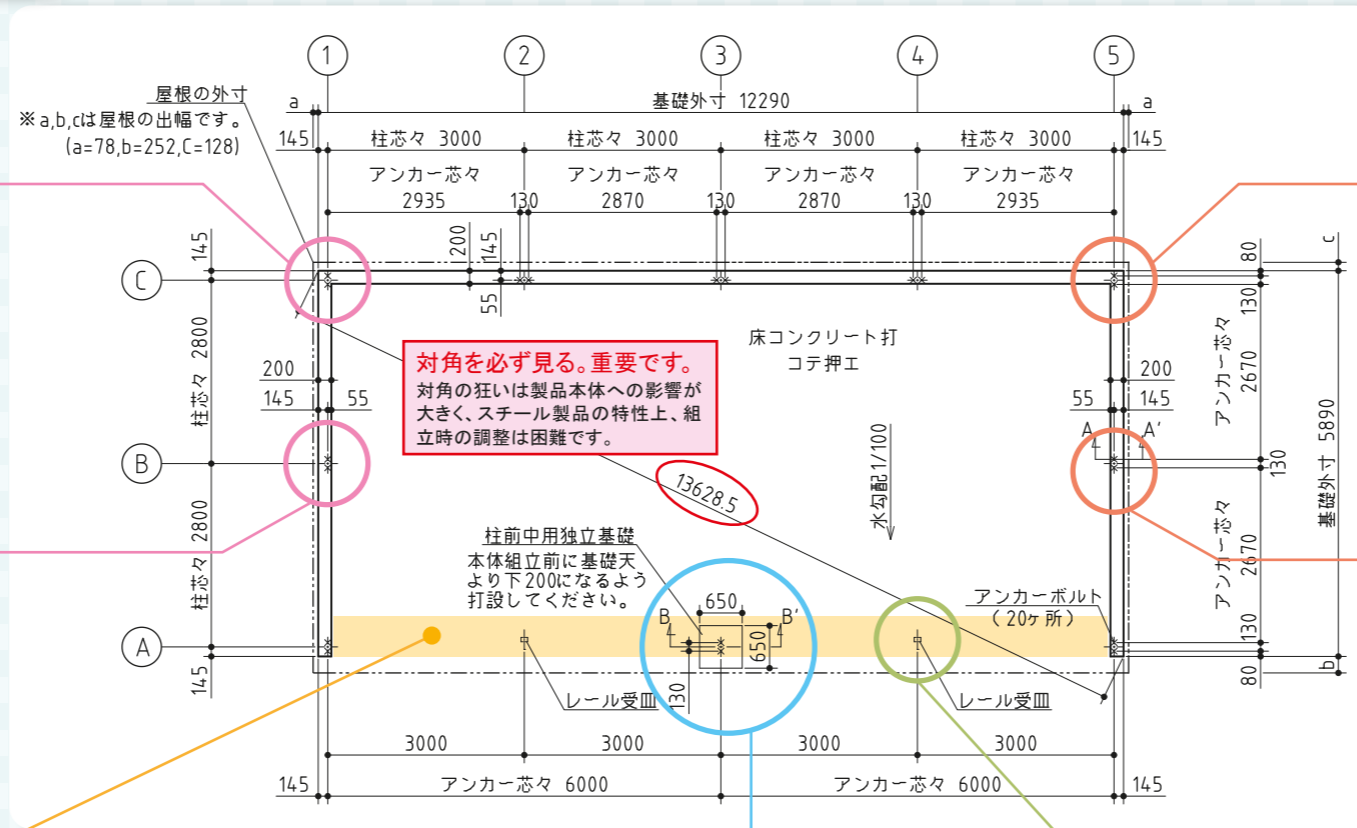 1 2 3 4 5
屋根の外寸
※a,b,cは屋根の出幅です。
(a=78,b=252,C=128)
a 基礎外寸 12290 a
145 柱芯々 3000 柱芯々 3000 柱芯々 3000 柱芯々 3000 145
アンカー芯々 アンカー芯々 アンカー芯々 アンカー芯々
2935 130 2870 130 2870 130 2935
145 200 145 c 80
C
55 130
柱芯々 2800
床コンクリート打
コテ押エ
対角を必ず見る。重要です。
対角の狂いは製品本体への影響が
大きく、スチール製品の特性上、組
立時の調整は困難です。
アンカー芯々 2670
200 200
145 55 55 145
A A'
B
130
基礎外寸 5890
13628.5
水勾配1/100
柱芯々 2800
柱前中用独立基礎
本体組立前に基礎天
より下200になるよう
打設してください。
アンカー芯々 2670
アンカーボルト
(20ヶ所)
650
B B'
650
130
A
145
130
80
b
レール受皿 レール受皿
3000 3000 3000 3000
145 アンカー芯々 6000 アンカー芯々 6000 145